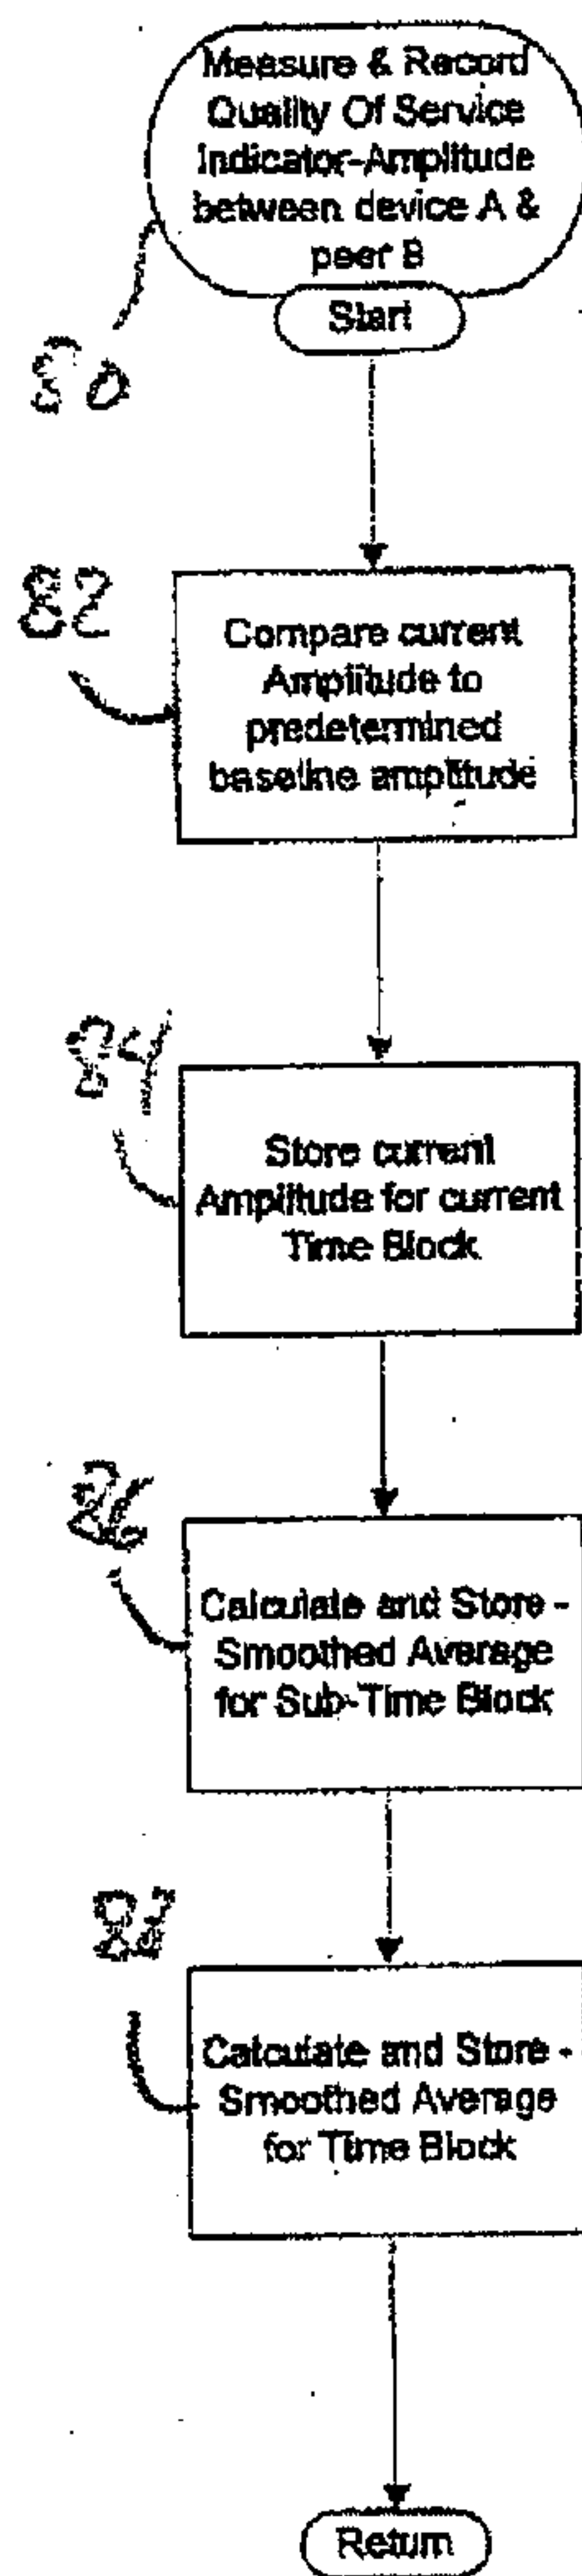 Measure & Record
Quality Of Service
Indicator-Amplitude
between device A &
peer B
Start
80
82
Compare current
Amplitude to
predetermined
baseline amplitude
84
Store current
Amplitude for current
Time Block
86
Calculate and Store -
Smoothed Average
for Sub-Time Block
Calculate and Store -
Smoothed Average
for Time Block
Return